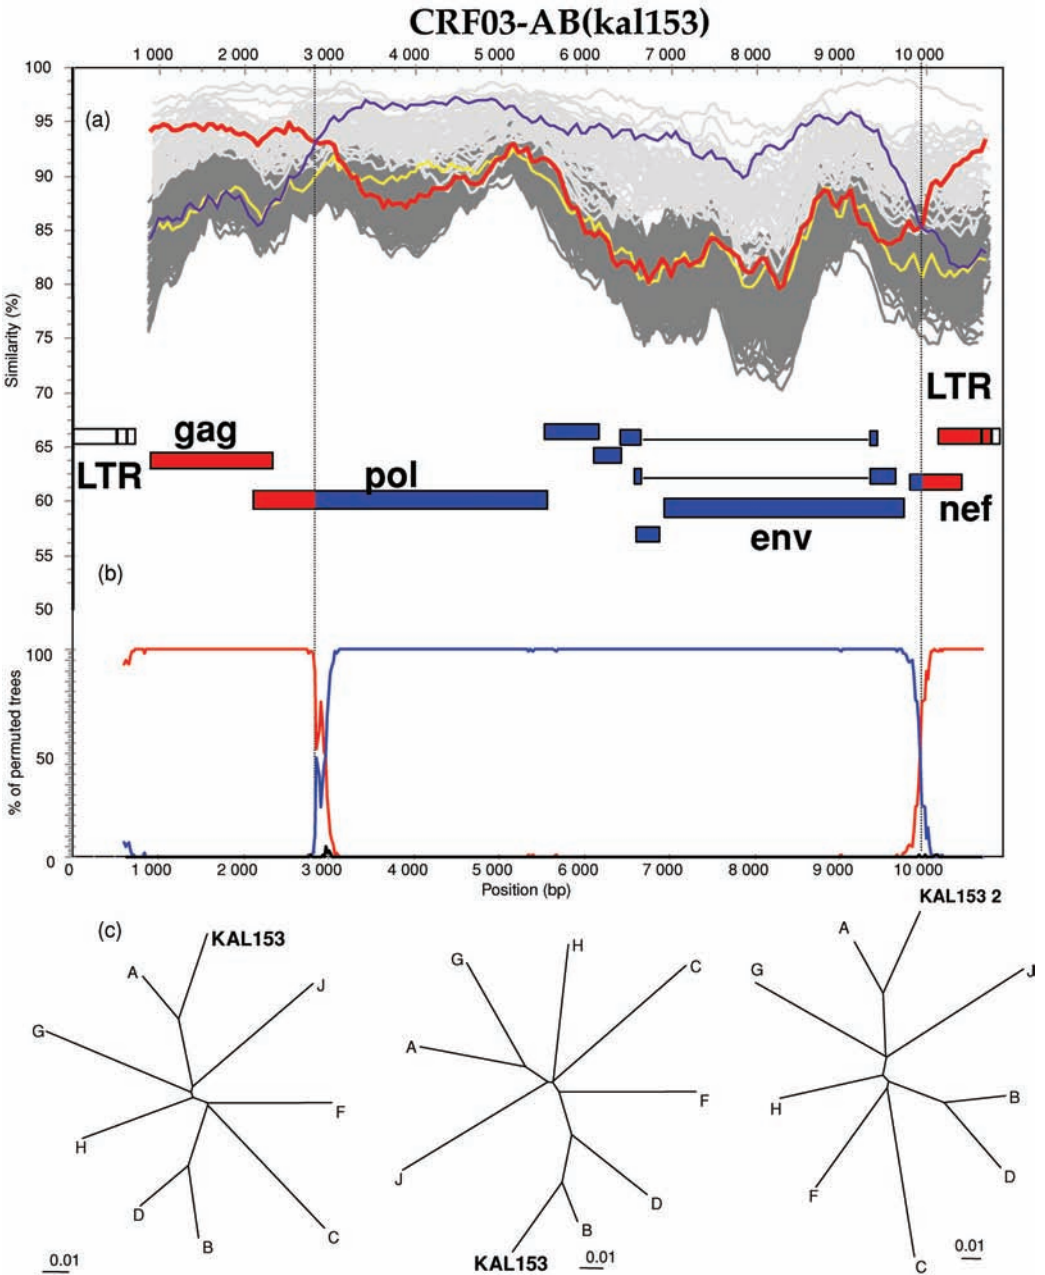 CRF03-AB(kal153)
1 000 2 000 3 000 4 000 5 000 6 000 7 000 8 000 9 000 10 000
100
(a)
95
90
85
80
Similarity (%)
75
70
LTR
gag
65
LTR
pol
60
nef
env
55
(b)
50
100
% of permuted trees
50
0
0 1 000 2 000 3 000 4 000 5 000 6 000 7 000 8 000 9 000 10 000
Position (bp)
(c)
KAL153
A
J
G
F
H
D
B
C
0.01
G
H
C
A
F
J
D
B
KAL153
0.01
KAL153 2
A
G
J
H
B
D
F
C
0.01